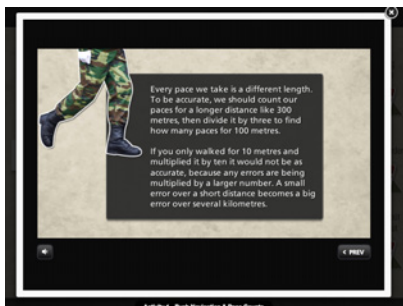 Every pace we take is a different length.
To be accurate, we should count our
paces for a longer distance like 300
metres, then divide it by three to find
how many paces for 100 metres.
If you only walked for 10 metres and
multiplied it by ten it would not be as
accurate, because any errors are being
multiplied by a larger number. A small
error over a short distance becomes a big
error over several kilometres.
< PREV